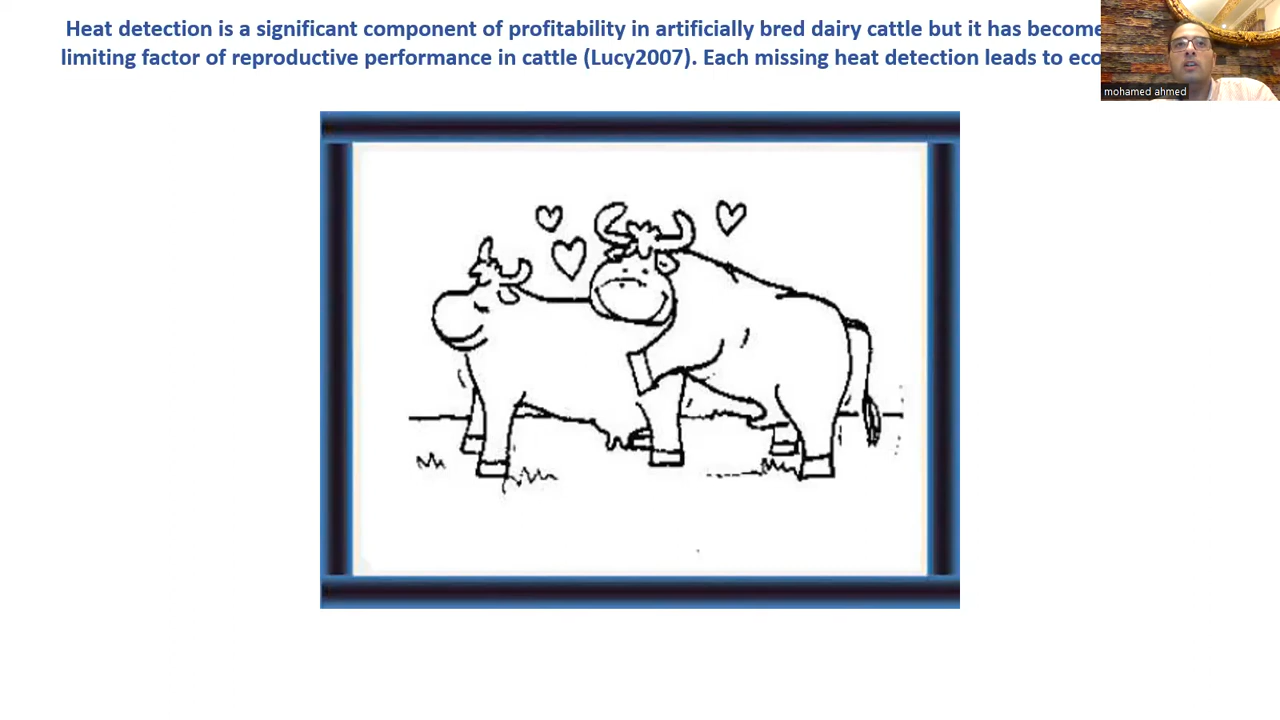 Heat detection is a significant component of profitability in artificially bred dairy cattle but it has become
limiting factor of reproductive performance in cattle (Lucy2007). Each missing heat detection leads to eco
mohamed ahmed